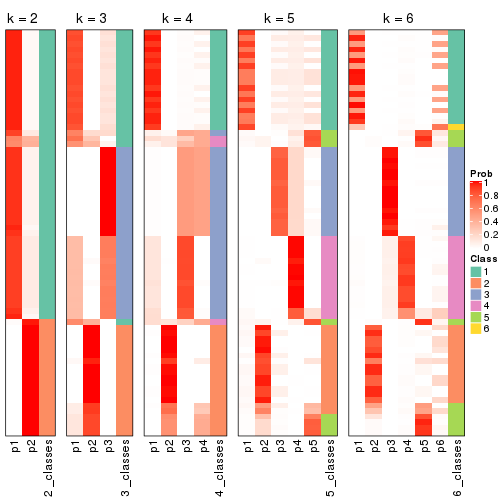 k = 2
k = 3
k = 4
k = 5
k = 6
Prob
1
0.8
0.6
0.4
0.2
0
Class
1
2
3
4
5
6
p1
p2
2_classes
p1
p2
p3
3_classes
p1
p2
p3
p4
4_classes
p1
p2
p3
p4
p5
5_classes
p1
p2
p3
p4
p5
p6
6_classes